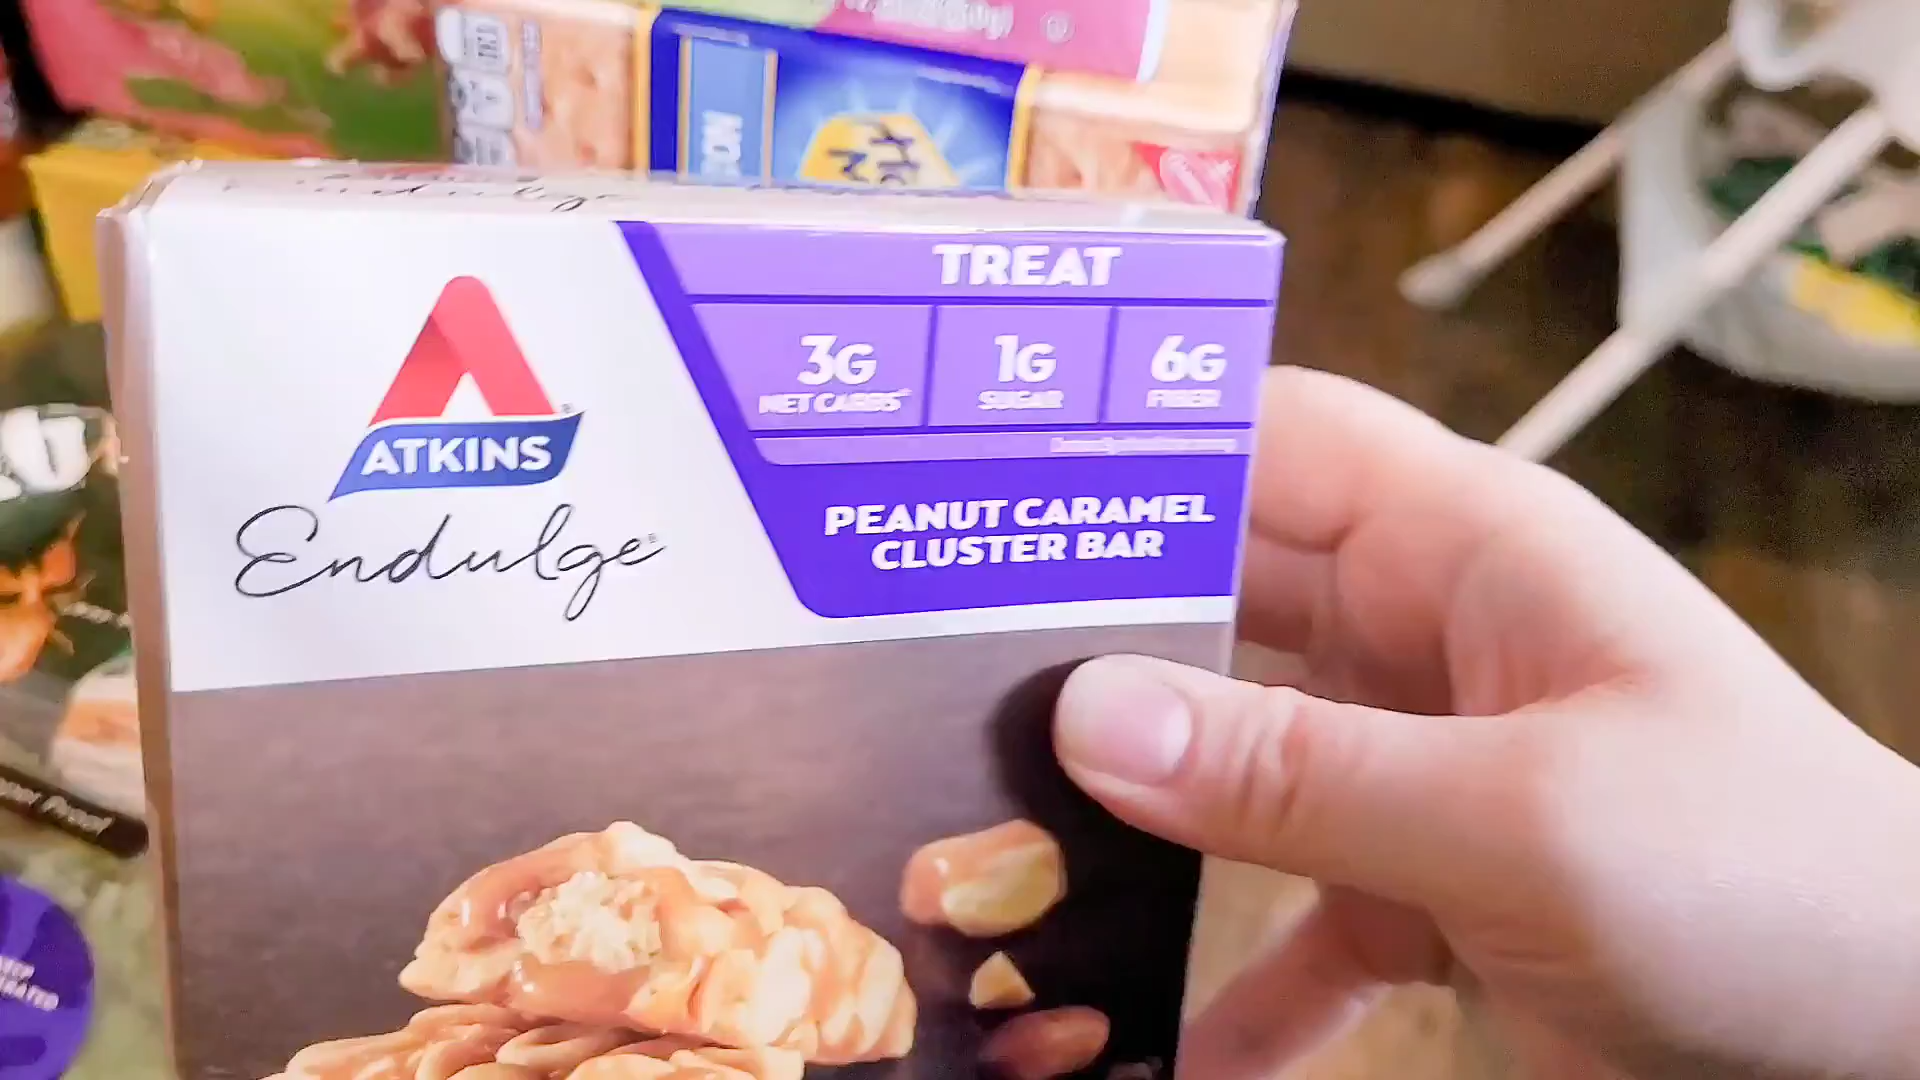 TREAT
3G
NET CARBS
1G
SUGAR
6G
FIBER
ATKINS
Endulge
PEANUT CARAMEL
CLUSTER BAR